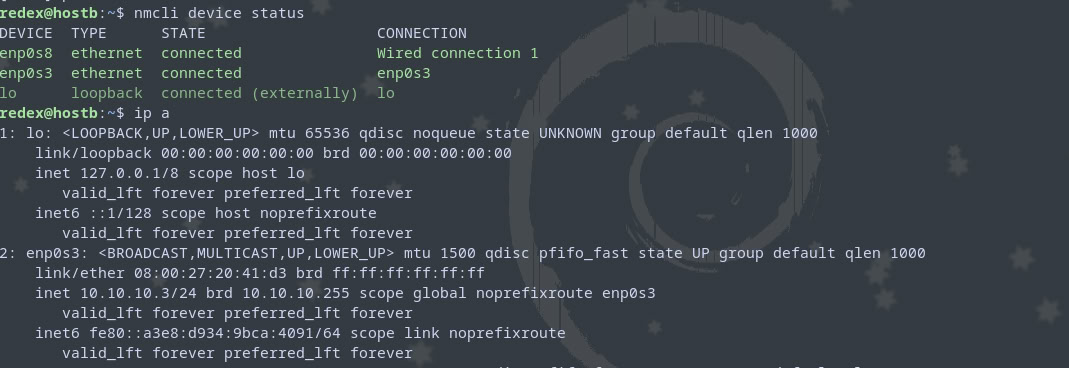 redex@hostb:~$ nmcli device status
DEVICE  TYPE      STATE                   CONNECTION
enp0s8  ethernet  connected               Wired connection 1
enp0s3  ethernet  connected               enp0s3
lo      loopback  connected (externally)  lo
redex@hostb:~$ ip a
1: lo: <LOOPBACK,UP,LOWER_UP> mtu 65536 qdisc noqueue state UNKNOWN group default qlen 1000
    link/loopback 00:00:00:00:00:00 brd 00:00:00:00:00:00
    inet 127.0.0.1/8 scope host lo
       valid_lft forever preferred_lft forever
    inet6 ::1/128 scope host noprefixroute
       valid_lft forever preferred_lft forever
2: enp0s3: <BROADCAST,MULTICAST,UP,LOWER_UP> mtu 1500 qdisc pfifo_fast state UP group default qlen 1000
    link/ether 08:00:27:20:41:d3 brd ff:ff:ff:ff:ff:ff
    inet 10.10.10.3/24 brd 10.10.10.255 scope global noprefixroute enp0s3
       valid_lft forever preferred_lft forever
    inet6 fe80::a3e8:d934:9bca:4091/64 scope link noprefixroute
       valid_lft forever preferred_lft forever